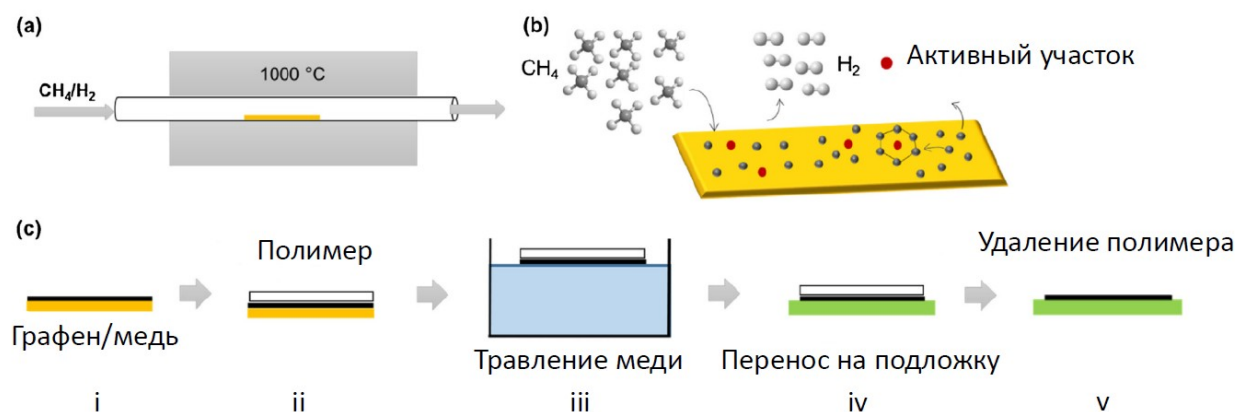 (a)
1000 °C
CH₄/H₂
(b)
CH₄
H₂
Активный участок
(c)
Полимер
Удаление полимера
Графен/медь
Травление меди
Перенос на подложку
i
ii
iii
iv
v